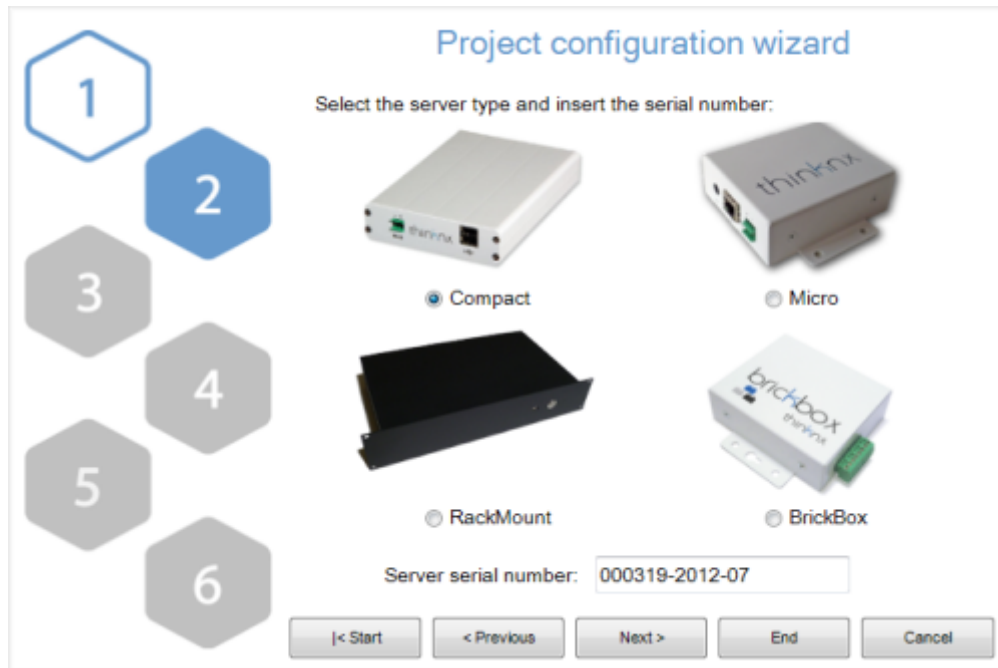 Project configuration wizard
Select the server type and insert the serial number:
1
2
3
4
5
6
thinknx
thinknx
Compact
Micro
brickbox
thinknx
RackMount
BrickBox
Server serial number: 000319-2012-07
|< Start < Previous Next > End Cancel